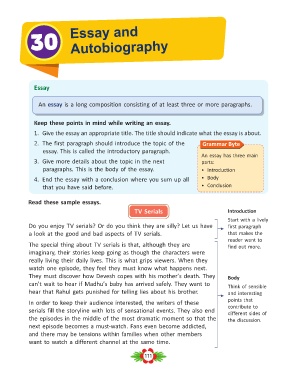 30
Essay and
Autobiography
Essay
An essay is a long composition consisting of at least three or more paragraphs.
Keep these points in mind while writing an essay.
1. Give the essay an appropriate title. The title should indicate what the essay is about.
2. The first paragraph should introduce the topic of the
essay. This is called the introductory paragraph.
3. Give more details about the topic in the next
paragraphs. This is the body of the essay.
4. End the essay with a conclusion where you sum up all
that you have said before.
Grammar Byte
An essay has three main
parts:
• Introduction
• Body
• Conclusion
Read these sample essays.
TV Serials
Do you enjoy TV serials? Or do you think they are silly? Let us have
a look at the good and bad aspects of TV serials.
The special thing about TV serials is that, although they are
imaginary, their stories keep going as though the characters were
really living their daily lives. This is what grips viewers. When they
watch one episode, they feel they must know what happens next.
They must discover how Devesh copes with his mother's death. They
can't wait to hear if Madhu's baby has arrived safely. They want to
hear that Rahul gets punished for telling lies about his brother.
In order to keep their audience interested, the writers of these
serials fill the storyline with lots of sensational events. They also end
the episodes in the middle of the most dramatic moment so that the
next episode becomes a must-watch. Fans even become addicted,
and there may be tensions within families when other members
want to watch a different channel at the same time.
Introduction
Start with a lively
first paragraph
that makes the
reader want to
find out more.
Body
Think of sensible
and interesting
points that
contribute to
different sides of
the discussion.
111